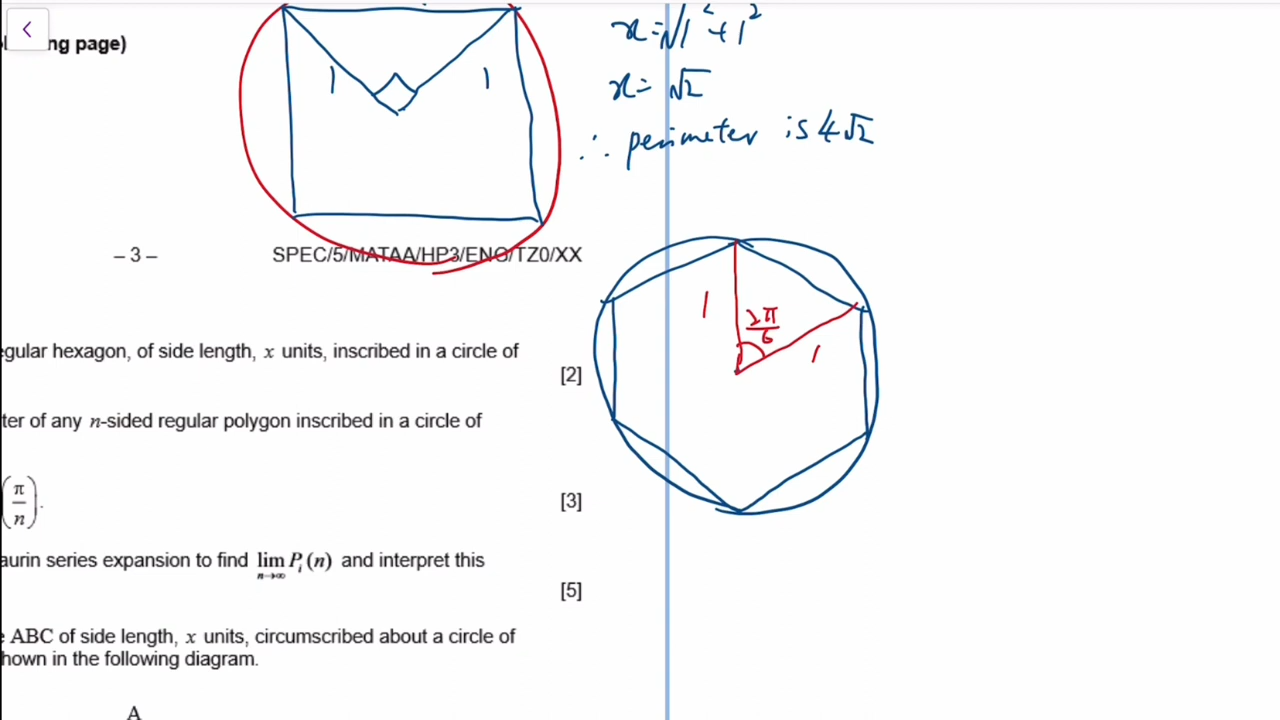 ng page)
1
1
x=√1²+1²
x=√2
∴ perimeter is 4√2
– 3 –
SPEC/5/MATAA/HP3/ENG/TZ0/XX
1
2π/6
1
egular hexagon, of side length, x units, inscribed in a circle of
[2]
ter of any n-sided regular polygon inscribed in a circle of
(π/n).
[3]
aurin series expansion to find lim n→∞ Pi(n) and interpret this
[5]
ABC of side length, x units, circumscribed about a circle of
hown in the following diagram.
A